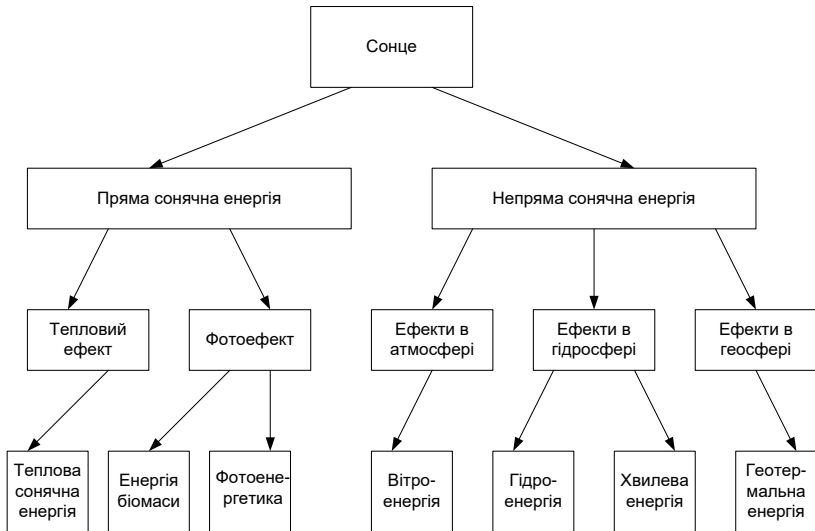 Сонце
Пряма сонячна енергія
Непряма сонячна енергія
Тепловий
ефект
Фотоефект
Ефекти в
атмосфері
Ефекти в
гідросфері
Ефекти в
геосфері
Теплова
сонячна
енергія
Енергія
біомаси
Фотоене-
ргетика
Вітро-
енергія
Гідро-
енергія
Хвилева
енергія
Геотер-
мальна
енергія